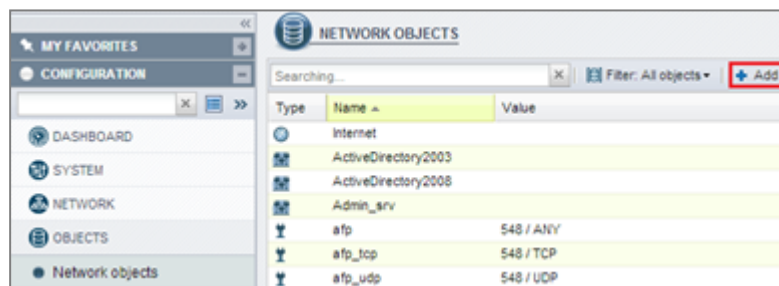 MY FAVORITES
CONFIGURATION
DASHBOARD
SYSTEM
NETWORK
OBJECTS
Network objects
NETWORK OBJECTS
Searching...
Filter: All objects
Add
Type Name Value
Internet
ActiveDirectory2003
ActiveDirectory2008
Admin_srv
afp 548 / ANY
afp_tcp 548 / TCP
afp_udp 548 / UDP